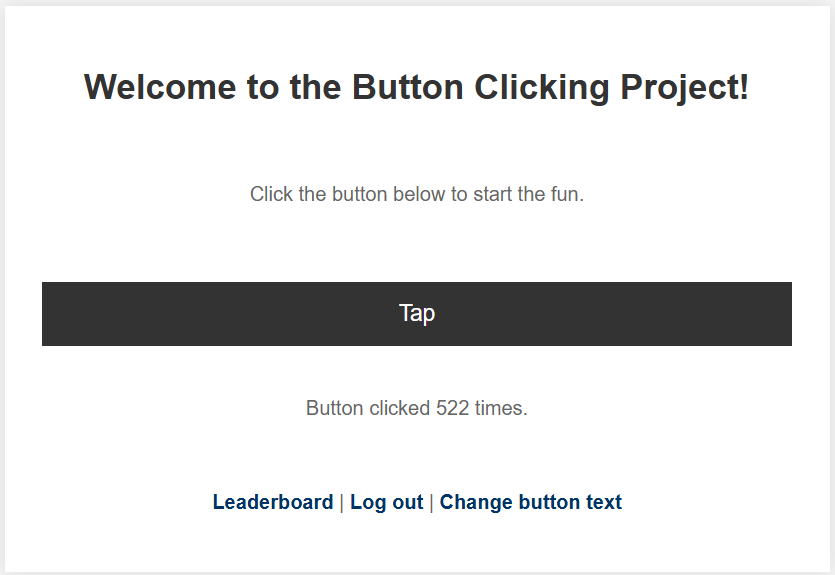 Welcome to the Button Clicking Project!
Click the button below to start the fun.
Tap
Button clicked 522 times.
Leaderboard | Log out | Change button text